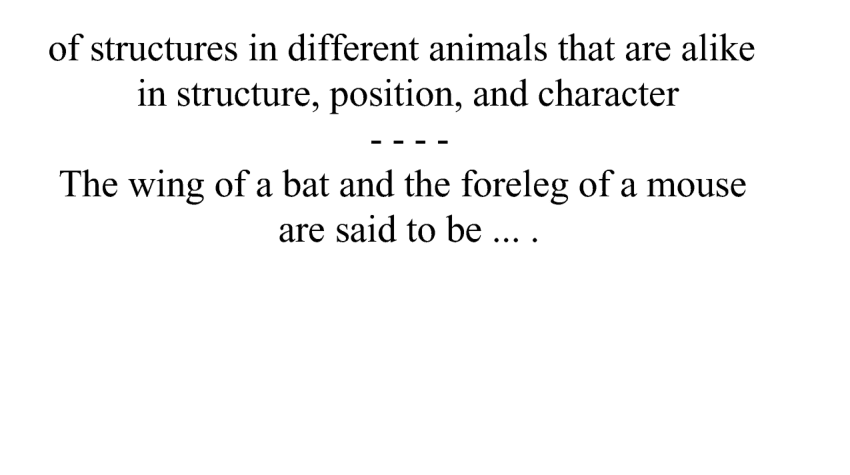 of structures in different animals that are alike
in structure, position, and character
- - - -
The wing of a bat and the foreleg of a mouse
are said to be ... .